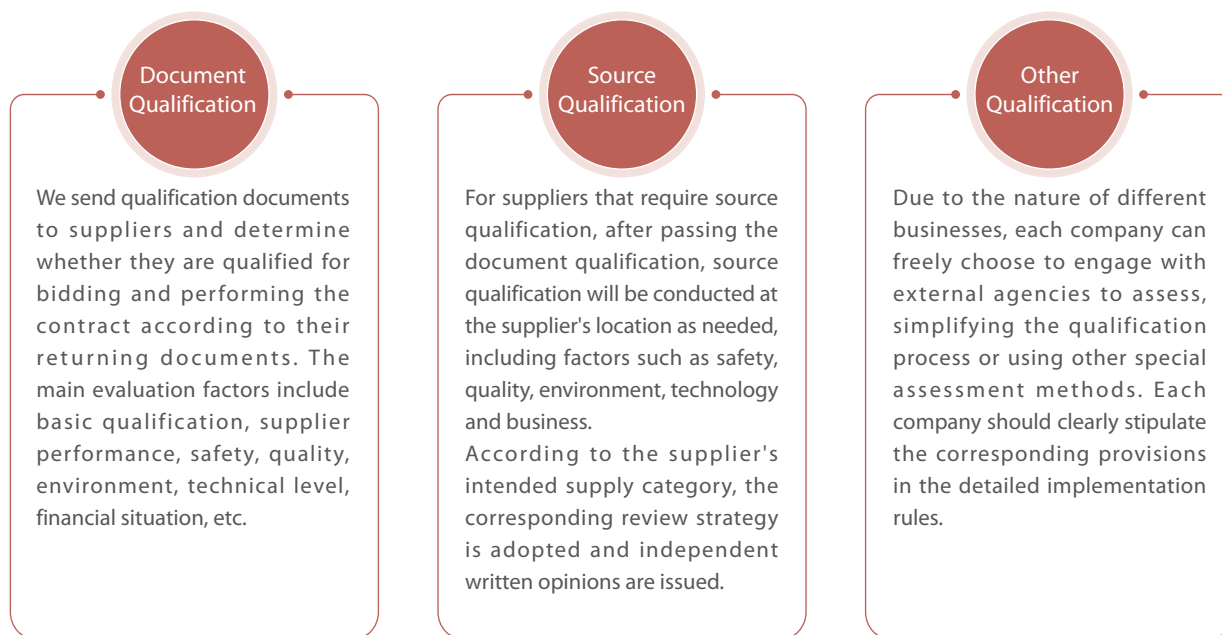 Document
Qualification
We send qualification documents
to suppliers and determine
whether they are qualified for
bidding and performing the
contract according to their
returning documents. The
main evaluation factors include
basic qualification, supplier
performance, safety, quality,
environment, technical level,
financial situation, etc.
Source
Qualification
For suppliers that require source
qualification, after passing the
document qualification, source
qualification will be conducted at
the supplier's location as needed,
including factors such as safety,
quality, environment, technology
and business.
According to the supplier's
intended supply category, the
corresponding review strategy
is adopted and independent
written opinions are issued.
Other
Qualification
Due to the nature of different
businesses, each company can
freely choose to engage with
external agencies to assess,
simplifying the qualification
process or using other special
assessment methods. Each
company should clearly stipulate
the corresponding provisions
in the detailed implementation
rules.